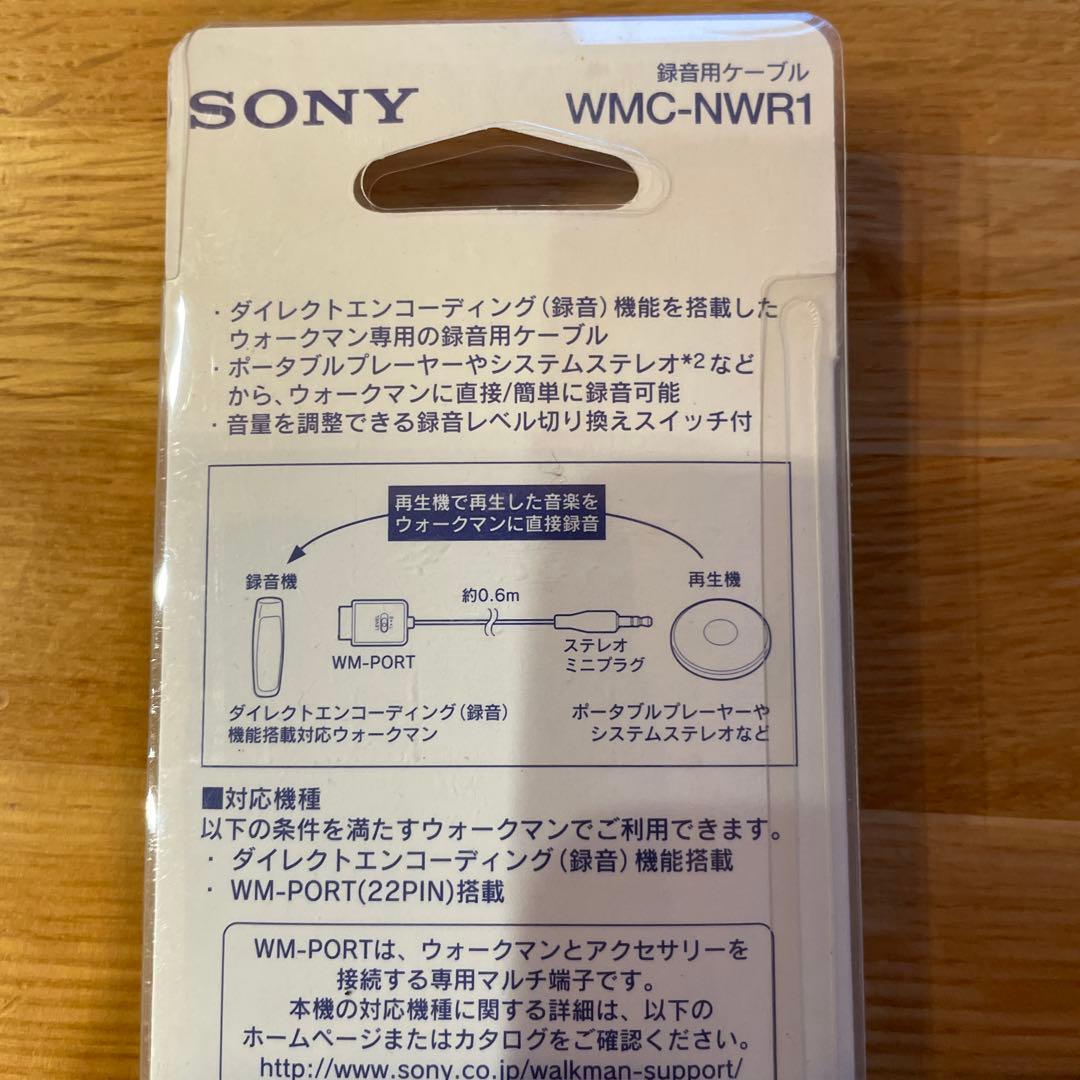 録音用ケーブル
SONY
WMC-NWR1
・ダイレクトエンコーディング(録音)機能を搭載した
ウォークマン専用の録音用ケーブル
・ポータブルプレーヤーやシステムステレオ*2など
から、ウォークマンに直接/簡単に録音可能
・音量を調整できる録音レベル切り換えスイッチ付
再生機で再生した音楽を
ウォークマンに直接録音
録音機
再生機
約0.6m
WM-PORT
ステレオ
ミニプラグ
ダイレクトエンコーディング(録音)
機能搭載対応ウォークマン
ポータブルプレーヤーや
システムステレオなど
■対応機種
以下の条件を満たすウォークマンでご利用できます。
・ダイレクトエンコーディング(録音)機能搭載
・WM-PORT(22PIN)搭載
WM-PORTは、ウォークマンとアクセサリーを
接続する専用マルチ端子です。
本機の対応機種に関する詳細は、以下の
ホームページまたはカタログをご確認ください。
http://www.sony.co.jp/walkman-support/